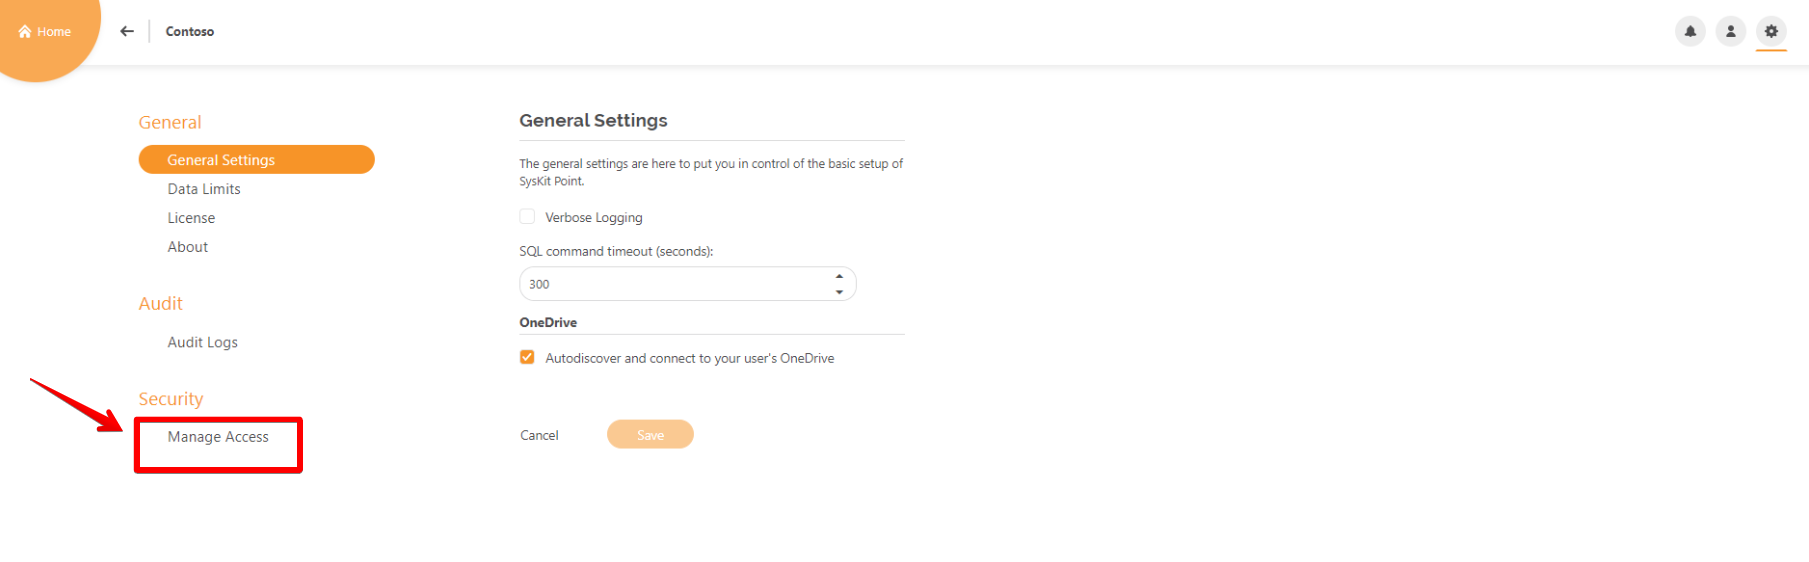 Home
Contoso
General
General Settings
Data Limits
License
About
Audit
Audit Logs
Security
Manage Access
General Settings
The general settings are here to put you in control of the basic setup of
SysKit Point.
Verbose Logging
SQL command timeout (seconds):
300
OneDrive
Autodiscover and connect to your user's OneDrive
Cancel
Save